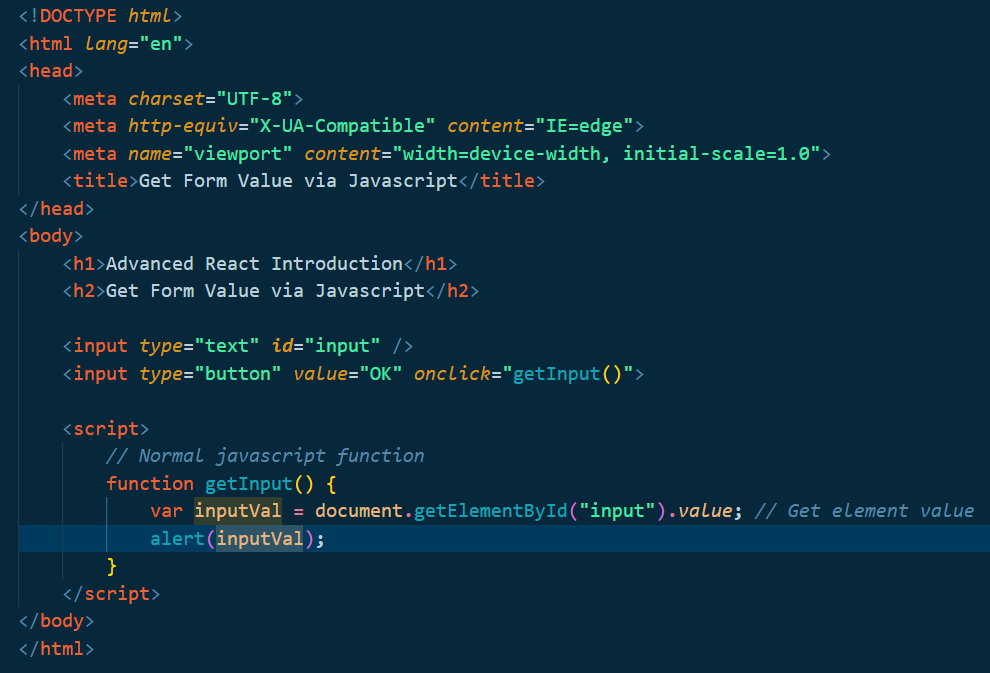 <!DOCTYPE html>
<html lang="en">
<head>
    <meta charset="UTF-8">
    <meta http-equiv="X-UA-Compatible" content="IE=edge">
    <meta name="viewport" content="width=device-width, initial-scale=1.0">
    <title>Get Form Value via Javascript</title>
</head>
<body>
    <h1>Advanced React Introduction</h1>
    <h2>Get Form Value via Javascript</h2>

    <input type="text" id="input" />
    <input type="button" value="OK" onclick="getInput()">

    <script>
        // Normal javascript function
        function getInput() {
            var inputVal = document.getElementById("input").value; // Get element value
            alert(inputVal);
        }
    </script>
</body>
</html>